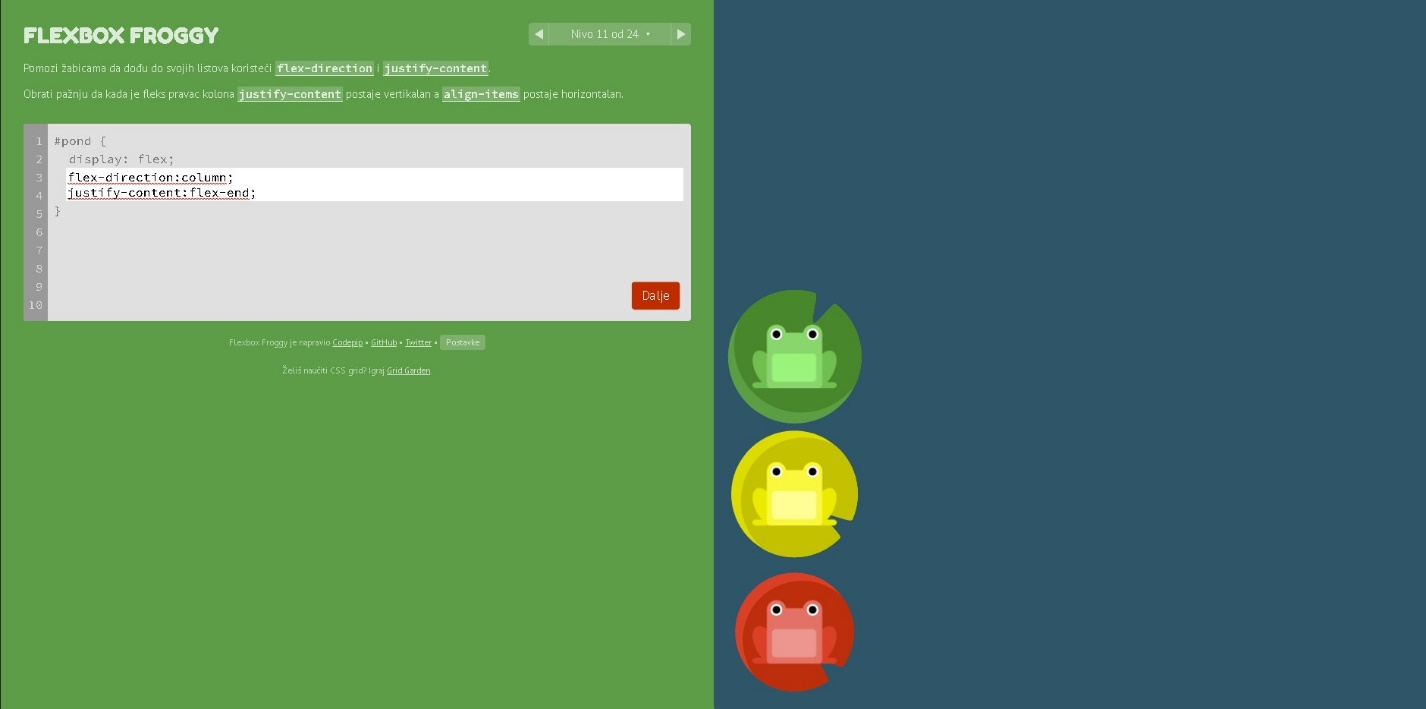 FLEXBOX FROGGY
Nivo 11 od 24
Pomozi žabicama da dođu do svojih listova koristeći flex-direction i justify-content.
Obrati pažnju da kada je fleks pravac kolona justify-content postaje vertikalan a align-items postaje horizontalan.
1 #pond {
2 display: flex;
3 flex-direction:column;
4 justify-content:flex-end;
5 }
6
7
8
9
10
Dalje
Flexbox Froggy je napravio Codepip • GitHub • Twitter • Postavke
Želiš naučiti CSS grid? Igraj Grid Garden.